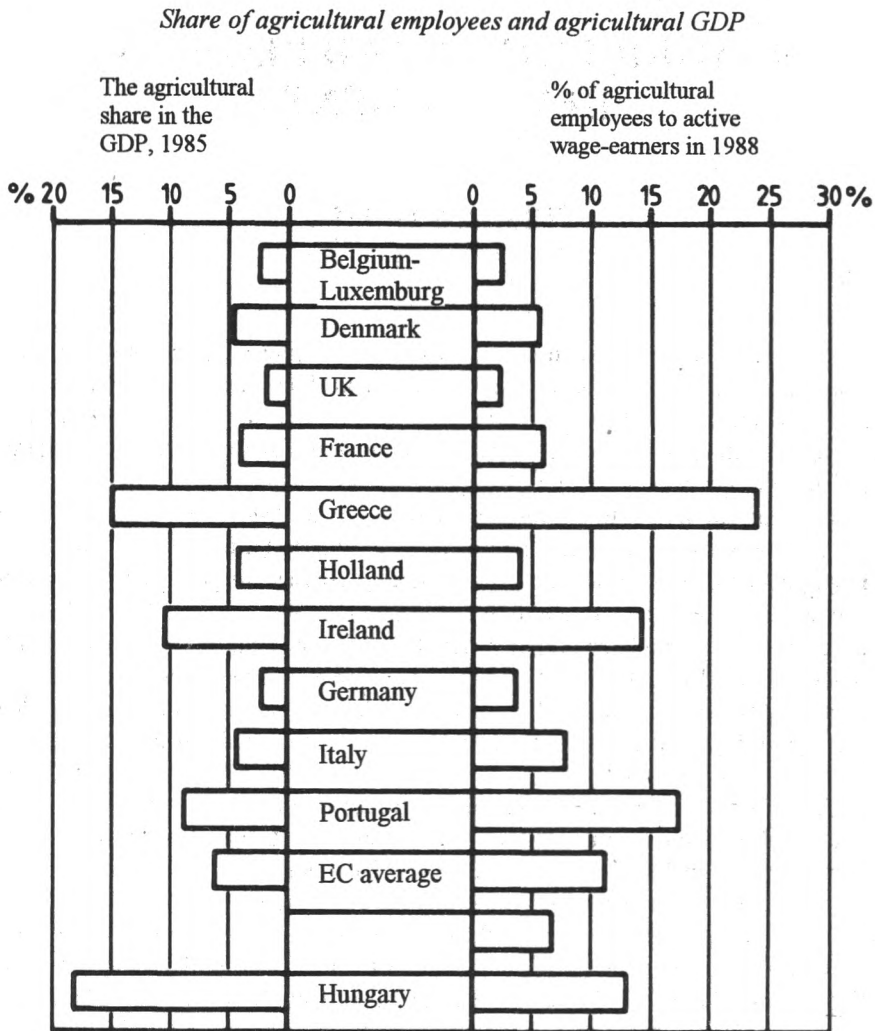 Share of agricultural employees and agricultural GDP
The agricultural
share in the
GDP, 1985
% of agricultural
employees to active
wage-earners in 1988
% 20 15 10 5 0 0 5 10 15 20 25 30 %
Belgium-
Luxemburg
Denmark
UK
France
Greece
Holland
Ireland
Germany
Italy
Portugal
EC average
Hungary